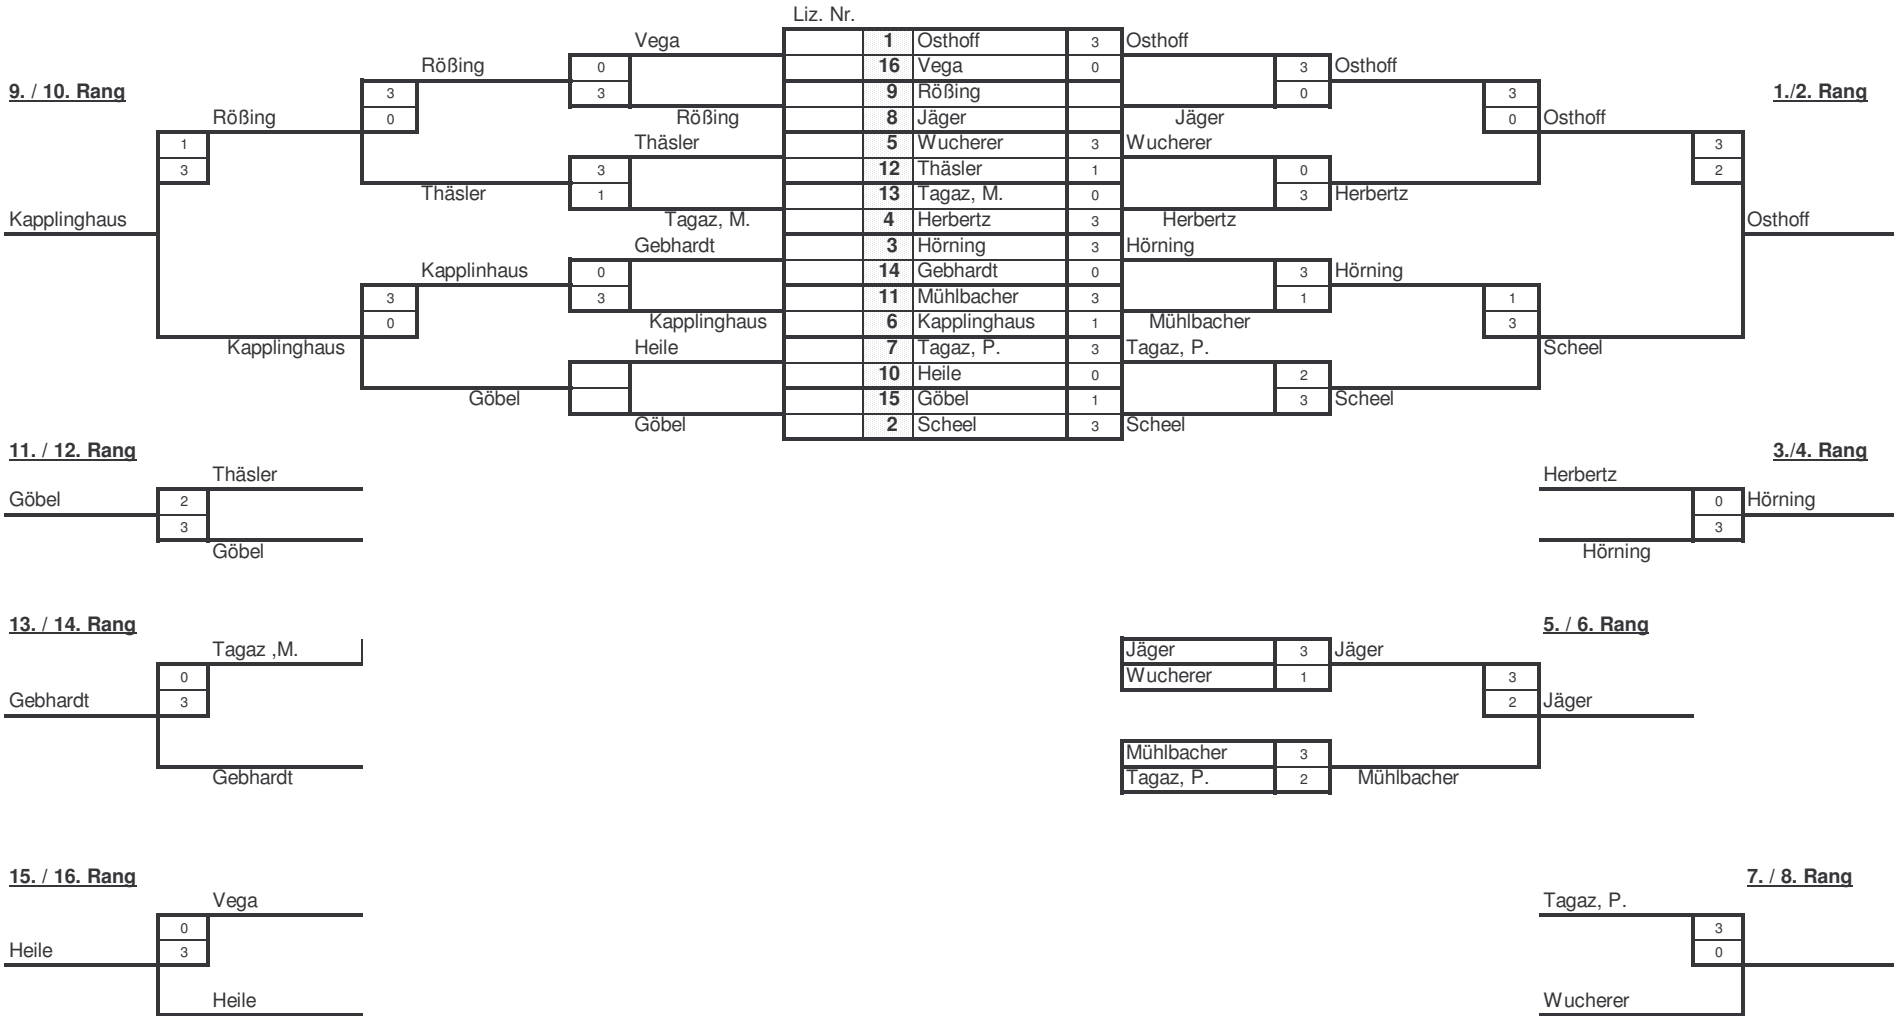 Liz. Nr.
Vega 1 Osthoff 3 Osthoff
Rößing 0 16 Vega 0 3 Osthoff
9. / 10. Rang 3 3 9 Rößing 0 3 1./2. Rang
Rößing 0 Rößing 8 Jäger Jäger 0 Osthoff
1 Thäsler 5 Wucherer 3 Wucherer 3
3 3 12 Thäsler 1 0 2
Thäsler 1 13 Tagaz, M. 0 3 Herbertz
Kapplinghaus Tagaz, M. 4 Herbertz 3 Herbertz Osthoff
Gebhardt 3 Hörning 3 Hörning
Kapplinhaus 0 14 Gebhardt 0 3 Hörning
3 3 11 Mühlbacher 3 1 1
0 Kapplinghaus 6 Kapplinghaus 1 Mühlbacher 3
Kapplinghaus Heile 7 Tagaz, P. 3 Tagaz, P. Scheel
10 Heile 0 2
Göbel 15 Göbel 1 3 Scheel
Göbel 2 Scheel 3 Scheel
11. / 12. Rang 3./4. Rang
Thäsler Herbertz
Göbel 2 0 Hörning
3 3
Göbel Hörning
13. / 14. Rang 5. / 6. Rang
Tagaz ,M. Jäger 3 Jäger
0 Wucherer 1 3
Gebhardt 3 2 Jäger
Mühlbacher 3
Gebhardt Tagaz, P. 2 Mühlbacher
15. / 16. Rang 7. / 8. Rang
Vega Tagaz, P.
0 3
Heile 3 0
Heile Wucherer